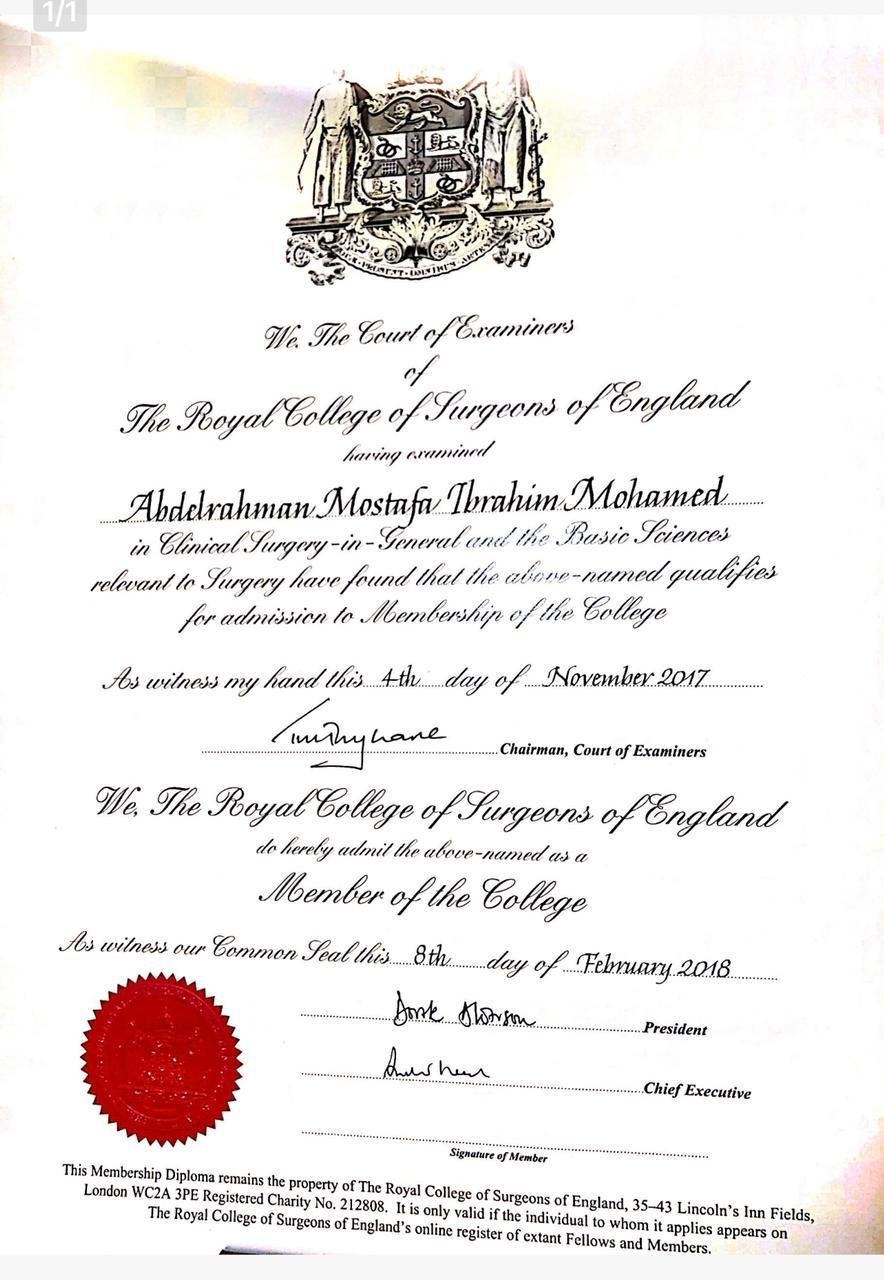 1/1
We, The Court of Examiners
of
The Royal College of Surgeons of England
having examined
Abdelrahman Mostafa Ibrahim Mohamed
in Clinical Surgery-in-General and the Basic Sciences
relevant to Surgery have found that the above-named qualifies
for admission to Membership of the College
As witness my hand this 4th day of November 2017
Chairman, Court of Examiners
We, The Royal College of Surgeons of England
do hereby admit the above-named as a
Member of the College
As witness our Common Seal this 8th day of February 2018
President
Chief Executive
Signature of Member
This Membership Diploma remains the property of The Royal College of Surgeons of England, 35–43 Lincoln's Inn Fields,
London WC2A 3PE Registered Charity No. 212808. It is only valid if the individual to whom it applies appears on
The Royal College of Surgeons of England's online register of extant Fellows and Members.